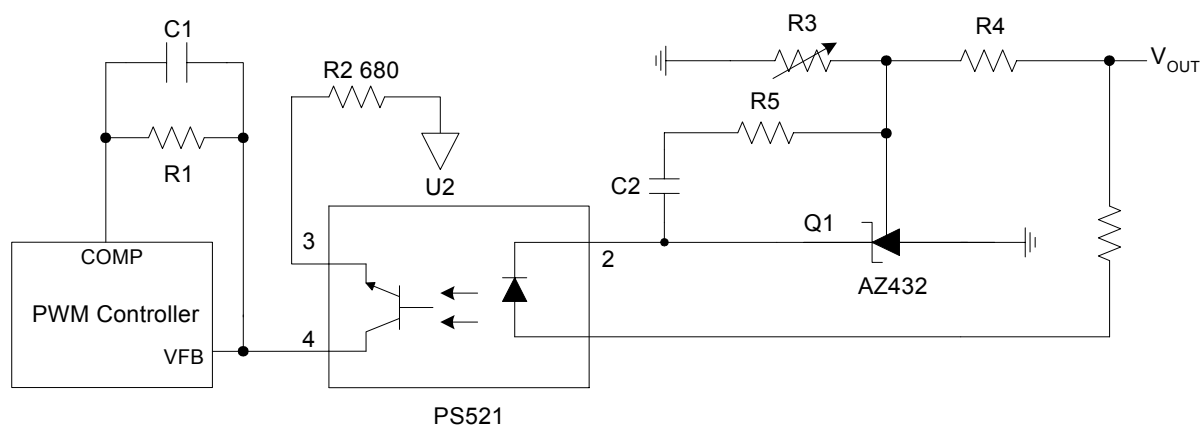 C1
R1
R2 680
U2
R3
R4
V_OUT
R5
C2
Q1
AZ432
COMP
PWM Controller
VFB
3
4
2
PS521